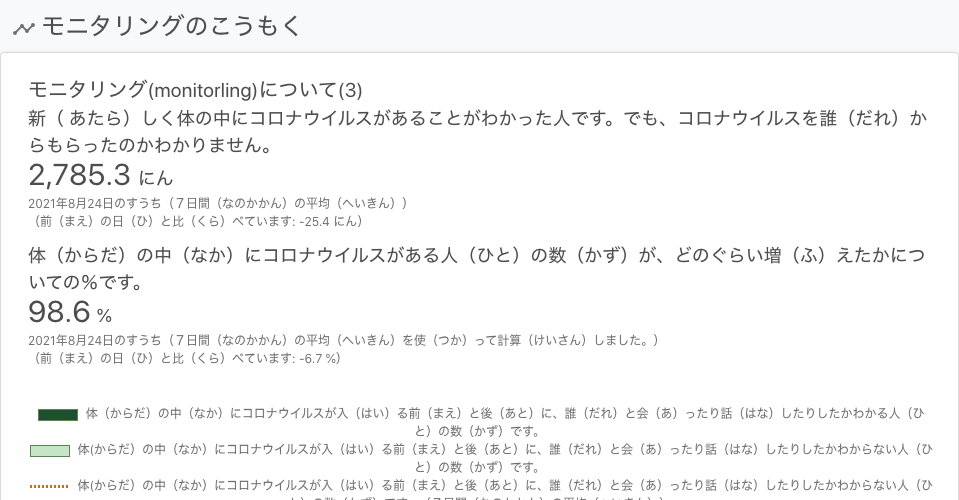 モニタリングのこうもく
モニタリング(monitorling)について(3)
新（ あたら）しく体の中にコロナウイルスがあることがわかった人です。でも、コロナウイルスを誰（だれ）か
らもらったのかわかりません。
2,785.3 にん
2021年8月24日のすうち（７日間（なのかかん）の平均（へいきん））
（前（まえ）の日（ひ）と比（くら）べています: -25.4 にん）
体（からだ）の中（なか）にコロナウイルスがある人（ひと）の数（かず）が、どのぐらい増（ふ）えたかにつ
いての％です。
98.6 %
2021年8月24日のすうち（７日間（なのかかん）の平均（へいきん）を使（つか）って計算（けいさん）しました。）
（前（まえ）の日（ひ）と比（くら）べています: -6.7 %）
体（からだ）の中（なか）にコロナウイルスが入（はい）る前（まえ）と後（あと）に、誰（だれ）と会（あ）ったり話（はな）したりしたかわかる人（ひ
と）の数（かず）です。
体(からだ）の中（なか）にコロナウイルスが入（はい）る前（まえ）と後（あと）に、誰（だれ）と会（あ）ったり話（はな）したりしたかわからない人（ひ
と）の数（かず）です。
体(からだ）の中（なか）にコロナウイルスが入（はい）る前（まえ）と後（あと）に、誰（だれ）と会（あ）ったり話（はな）したりしたかわからない人（ひ